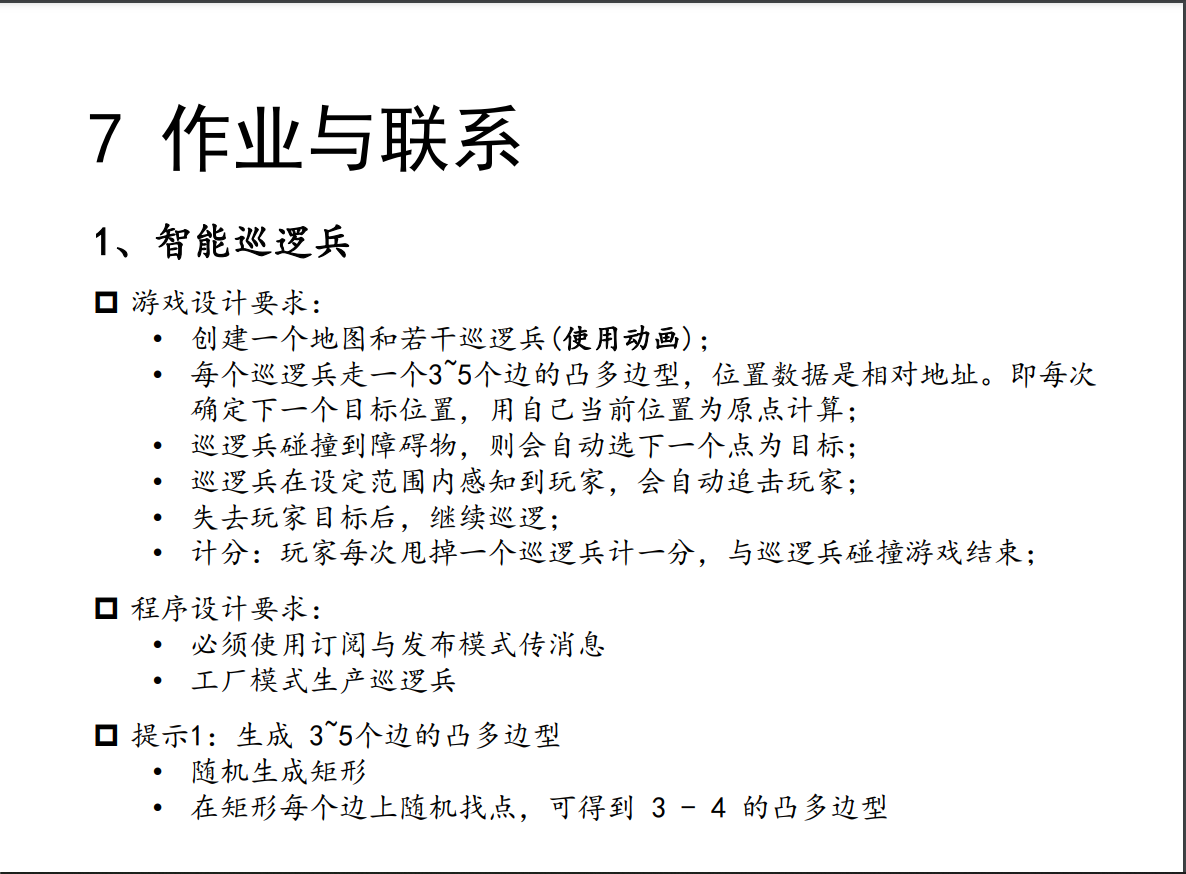 7 作业与联系
1、智能巡逻兵
游戏设计要求：
• 创建一个地图和若干巡逻兵(使用动画)；
• 每个巡逻兵走一个3~5个边的凸多边型，位置数据是相对地址。即每次
确定下一个目标位置，用自己当前位置为原点计算；
• 巡逻兵碰撞到障碍物，则会自动选下一个点为目标；
• 巡逻兵在设定范围内感知到玩家，会自动追击玩家；
• 失去玩家目标后，继续巡逻；
• 计分：玩家每次甩掉一个巡逻兵计一分，与巡逻兵碰撞游戏结束；
程序设计要求：
• 必须使用订阅与发布模式传消息
• 工厂模式生产巡逻兵
提示1：生成 3~5个边的凸多边型
• 随机生成矩形
• 在矩形每个边上随机找点，可得到 3 - 4 的凸多边型